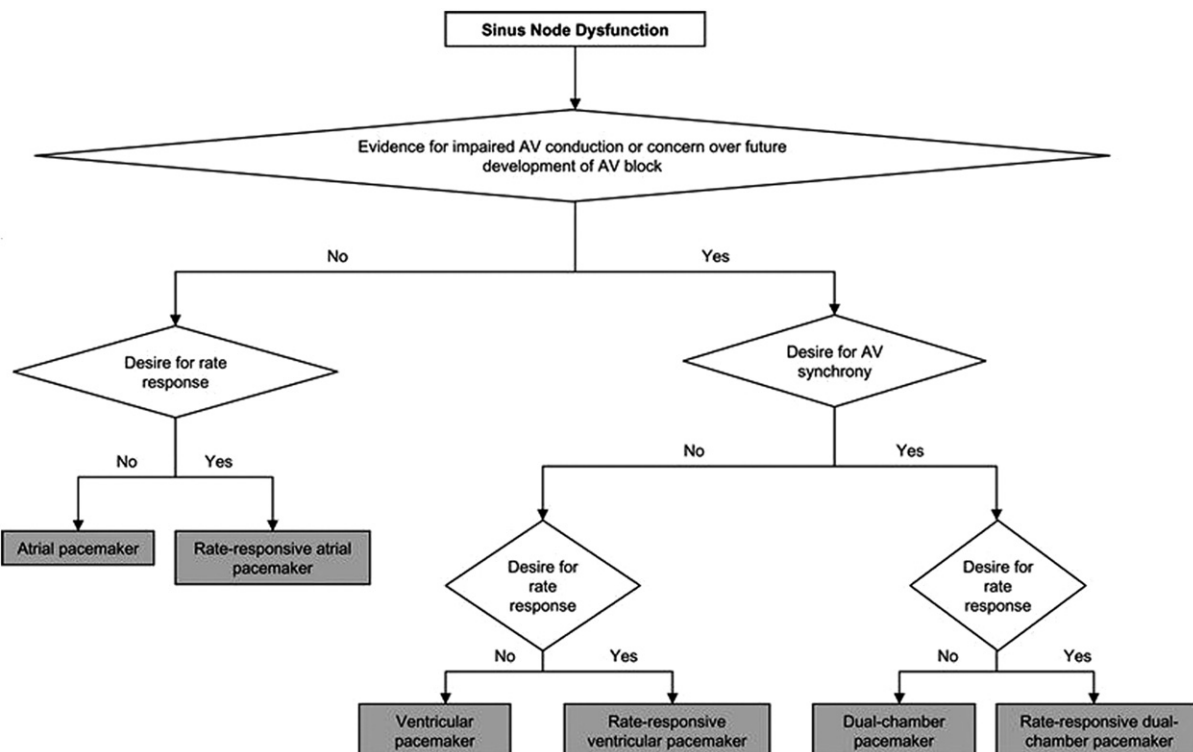 Sinus Node Dysfunction
Evidence for impaired AV conduction or concern over future
development of AV block
No
Yes
Desire for rate
response
Desire for AV
synchrony
No
Yes
No
Yes
Atrial pacemaker
Rate-responsive atrial
pacemaker
Desire for
rate
response
Desire for
rate
response
No
Yes
No
Yes
Ventricular
pacemaker
Rate-responsive
ventricular pacemaker
Dual-chamber
pacemaker
Rate-responsive dual-
chamber pacemaker